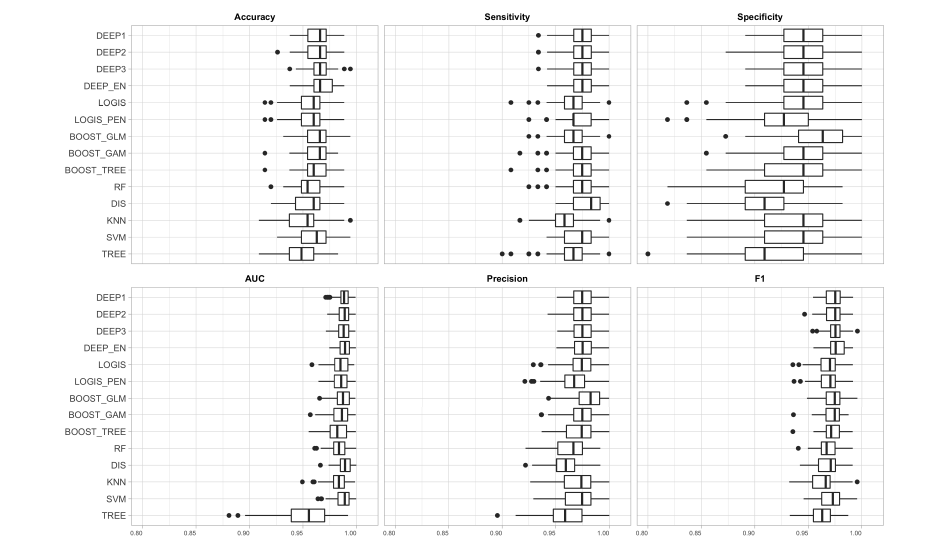 Accuracy Sensitivity Specificity
DEEP1
DEEP2
DEEP3
DEEP_EN
LOGIS
LOGIS_PEN
BOOST_GLM
BOOST_GAM
BOOST_TREE
RF
DIS
KNN
SVM
TREE
AUC Precision F1
DEEP1
DEEP2
DEEP3
DEEP_EN
LOGIS
LOGIS_PEN
BOOST_GLM
BOOST_GAM
BOOST_TREE
RF
DIS
KNN
SVM
TREE
0.80 0.85 0.90 0.95 1.00 0.80 0.85 0.90 0.95 1.00 0.80 0.85 0.90 0.95 1.00